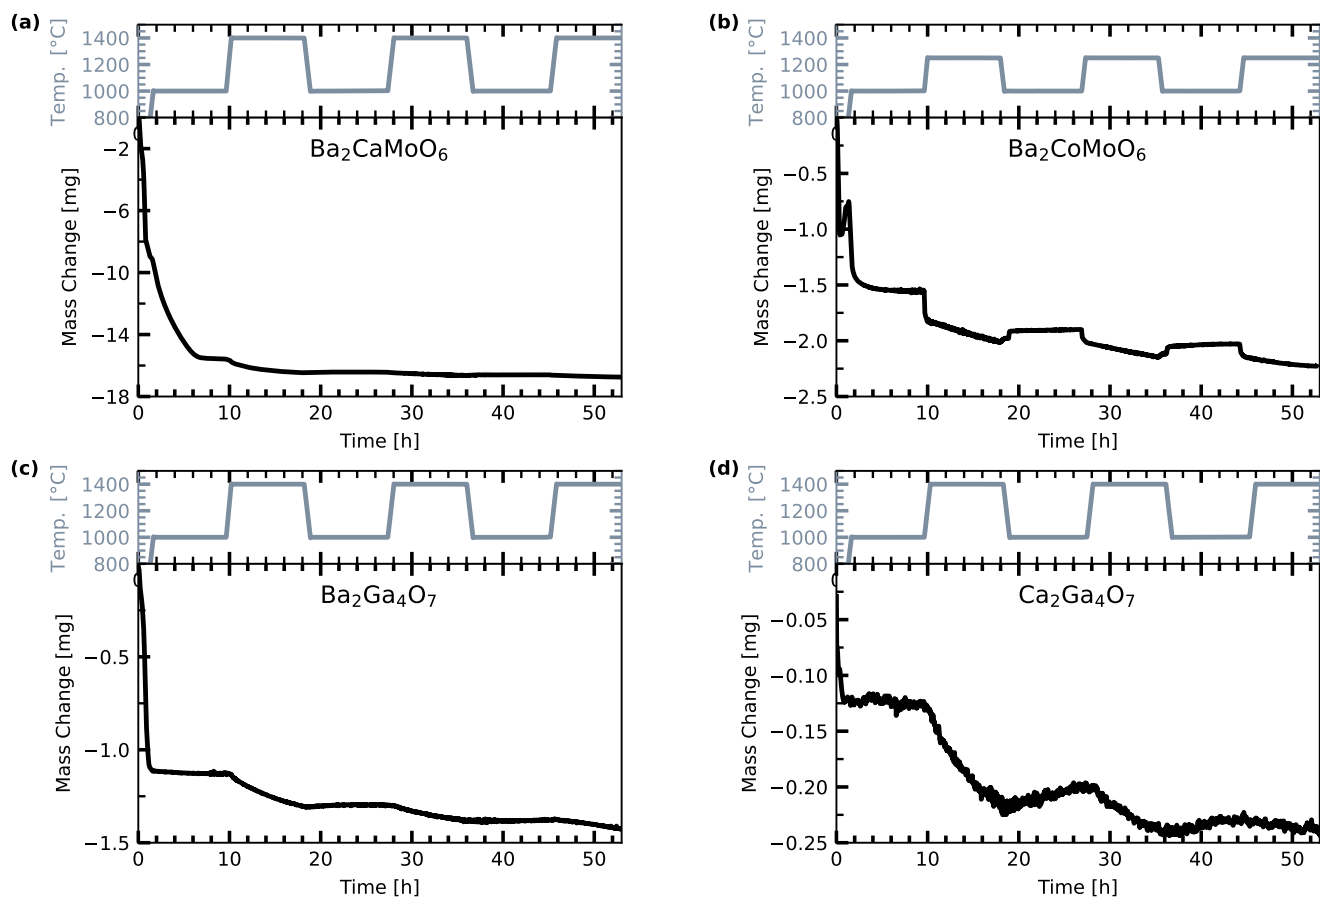 (a)
Temp. [°C]
1400
1200
1000
800
Ba₂CaMoO₆
Mass Change [mg]
−2
−6
−10
−14
−18
0 10 20 30 40 50
Time [h]
(b)
Temp. [°C]
1400
1200
1000
800
Ba₂CoMoO₆
Mass Change [mg]
−0.5
−1.0
−1.5
−2.0
−2.5
0 10 20 30 40 50
Time [h]
(c)
Temp. [°C]
1400
1200
1000
800
Ba₂Ga₄O₇
Mass Change [mg]
−0.5
−1.0
−1.5
0 10 20 30 40 50
Time [h]
(d)
Temp. [°C]
1400
1200
1000
800
Ca₂Ga₄O₇
Mass Change [mg]
−0.05
−0.10
−0.15
−0.20
−0.25
0 10 20 30 40 50
Time [h]